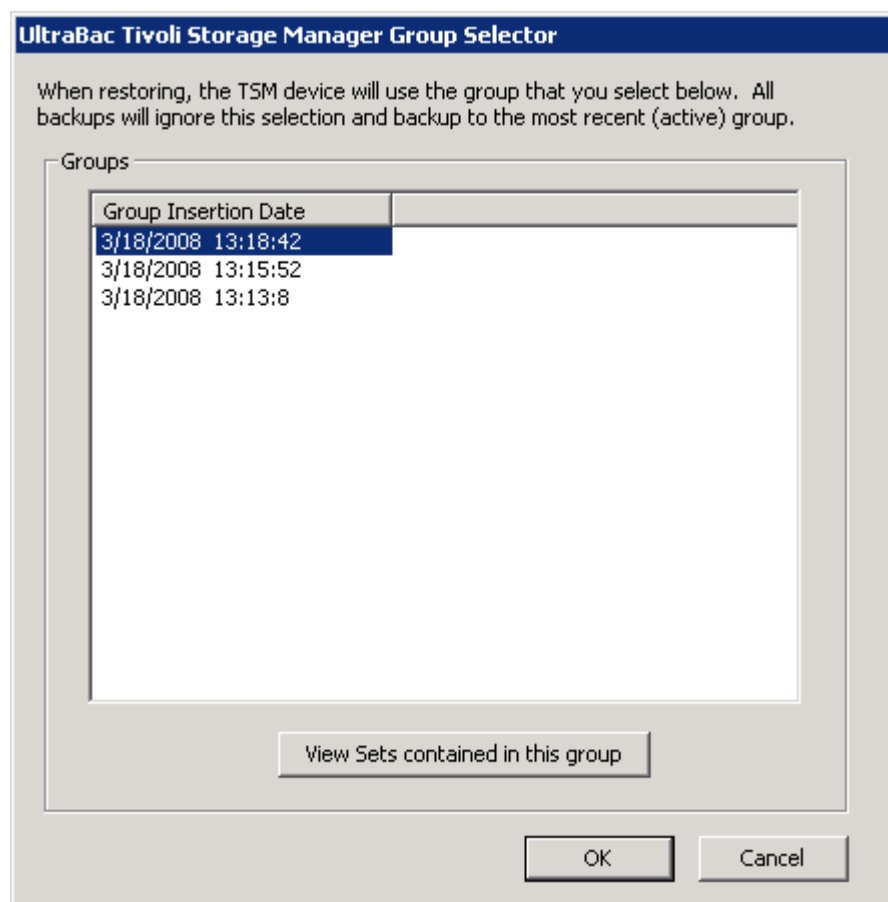 UltraBac Tivoli Storage Manager Group Selector
When restoring, the TSM device will use the group that you select below.  All
backups will ignore this selection and backup to the most recent (active) group.
Groups
Group Insertion Date
3/18/2008  13:18:42
3/18/2008  13:15:52
3/18/2008  13:13:8
View Sets contained in this group
OK
Cancel